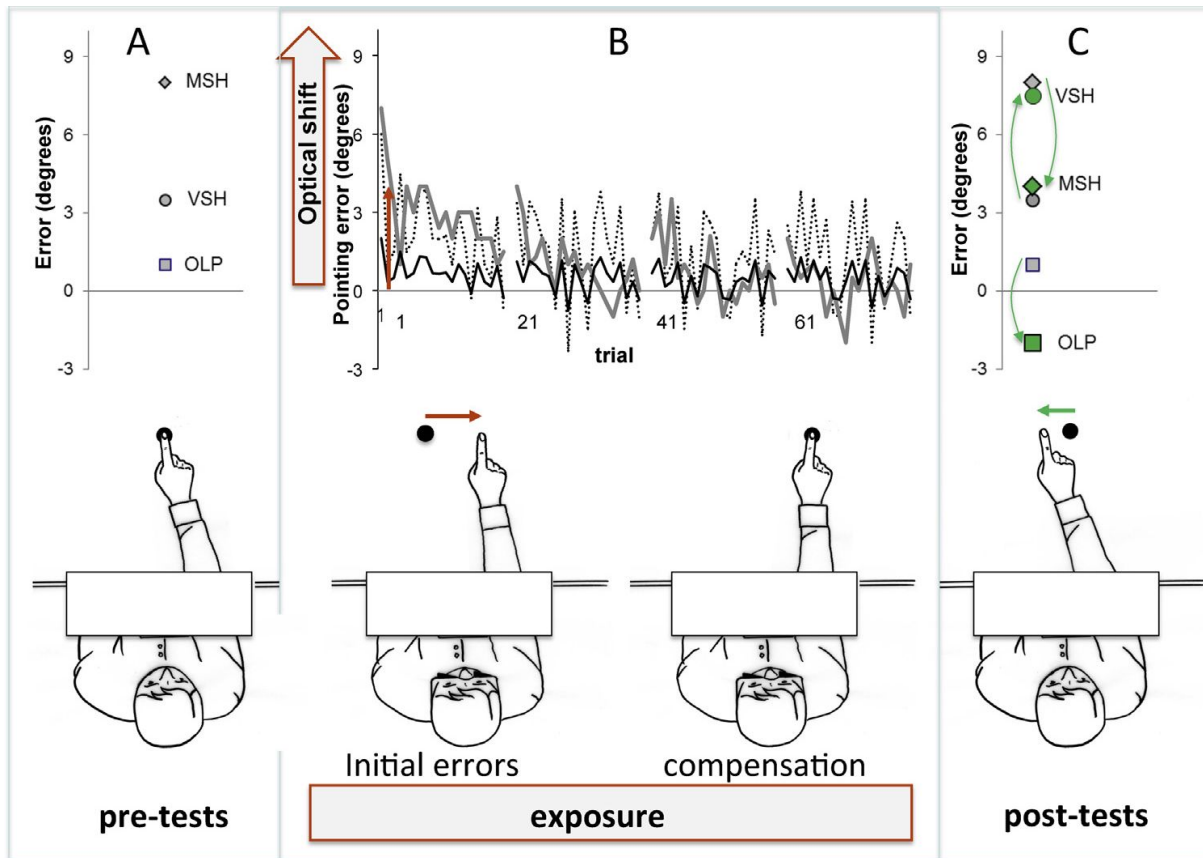 A
9
6
3
0
-3
Error (degrees)
MSH
VSH
OLP
B
Optical shift
Pointing error (degrees)
9
6
3
0
-3
1
1
21
41
61
trial
C
9
6
3
0
-3
Error (degrees)
VSH
MSH
OLP
Initial errors
compensation
pre-tests
exposure
post-tests